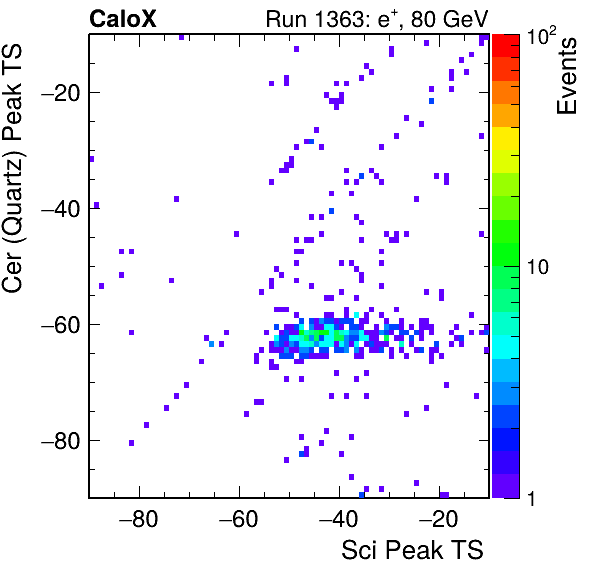 CaloX Run 1363: e⁺, 80 GeV
Cer (Quartz) Peak TS
−20
−40
−60
−80
−80 −60 −40 −20
Sci Peak TS
10²
10
1
Events